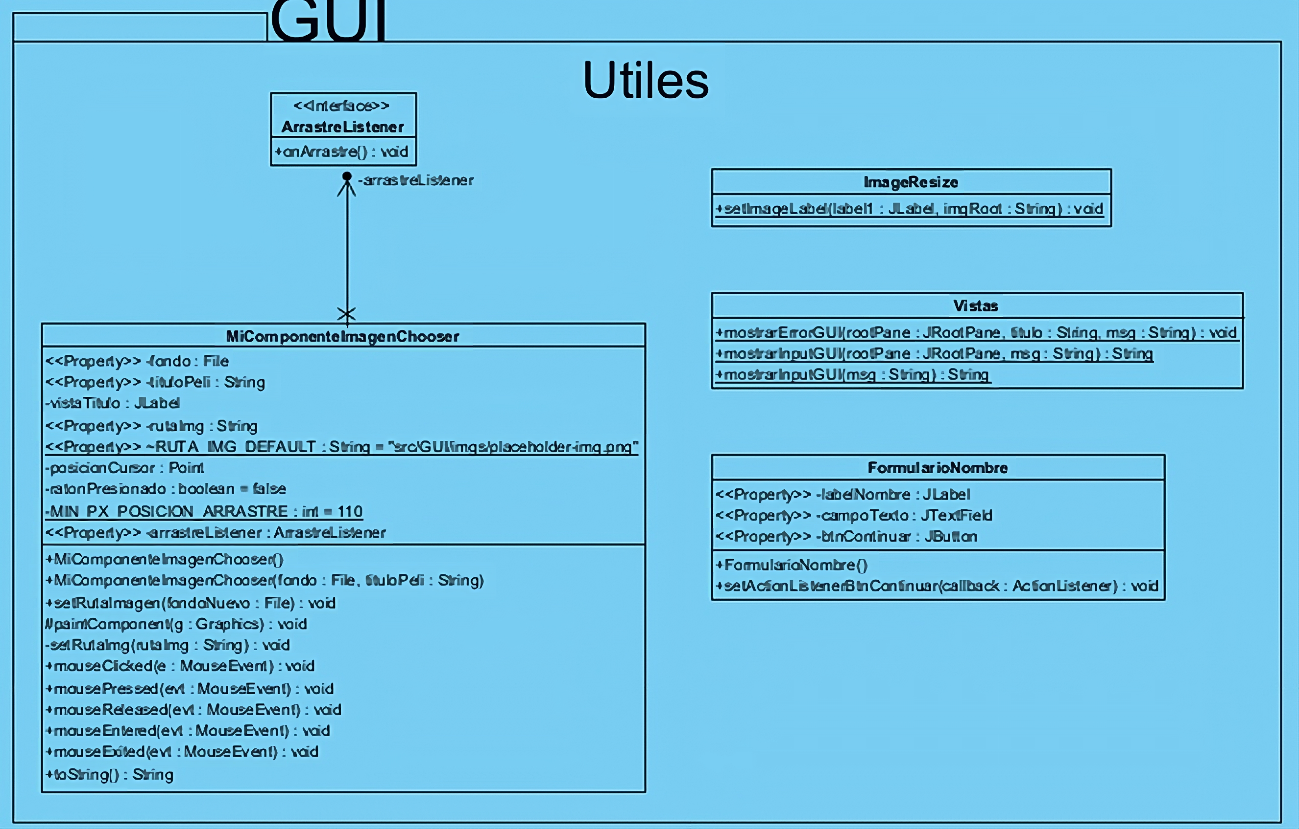 GUI
Utiles
<<Interface>>
ArrastreListener
+onArrastre() : void
-arrastreListener
MiComponenteImagenChooser
<<Property>> -fondo : File
<<Property>> -tituloPeli : String
-vistaTitulo : JLabel
<<Property>> -rutaImg : String
<<Property>> ~RUTA_IMG_DEFAULT : String = "src/GUI/imgs/placeholder-img.png"
-posicionCursor : Point
-ratonPresionado : boolean = false
-MIN_PX_POSICION_ARRASTRE : int = 110
<<Property>> -arrastreListener : ArrastreListener
+MiComponenteImagenChooser()
+MiComponenteImagenChooser(fondo : File, tituloPeli : String)
+setRutaImagen(fondoNuevo : File) : void
#paintComponent(g : Graphics) : void
-setRutaImg(rutaImg : String) : void
+mouseClicked(e : MouseEvent) : void
+mousePressed(evt : MouseEvent) : void
+mouseReleased(evt : MouseEvent) : void
+mouseEntered(evt : MouseEvent) : void
+mouseExited(evt : MouseEvent) : void
+toString() : String
ImageResize
+setImageLabel(label1 : JLabel, imgRoot : String) : void
Vistas
+mostrarErrorGUI(rootPane : JRootPane, titulo : String, msg : String) : void
+mostrarInputGUI(rootPane : JRootPane, msg : String) : String
+mostrarInputGUI(msg : String) : String
FormularioNombre
<<Property>> -labelNombre : JLabel
<<Property>> -campoTexto : JTextField
<<Property>> -btnContinuar : JButton
+FormularioNombre()
+setActionListenerBtnContinuar(callback : ActionListener) : void